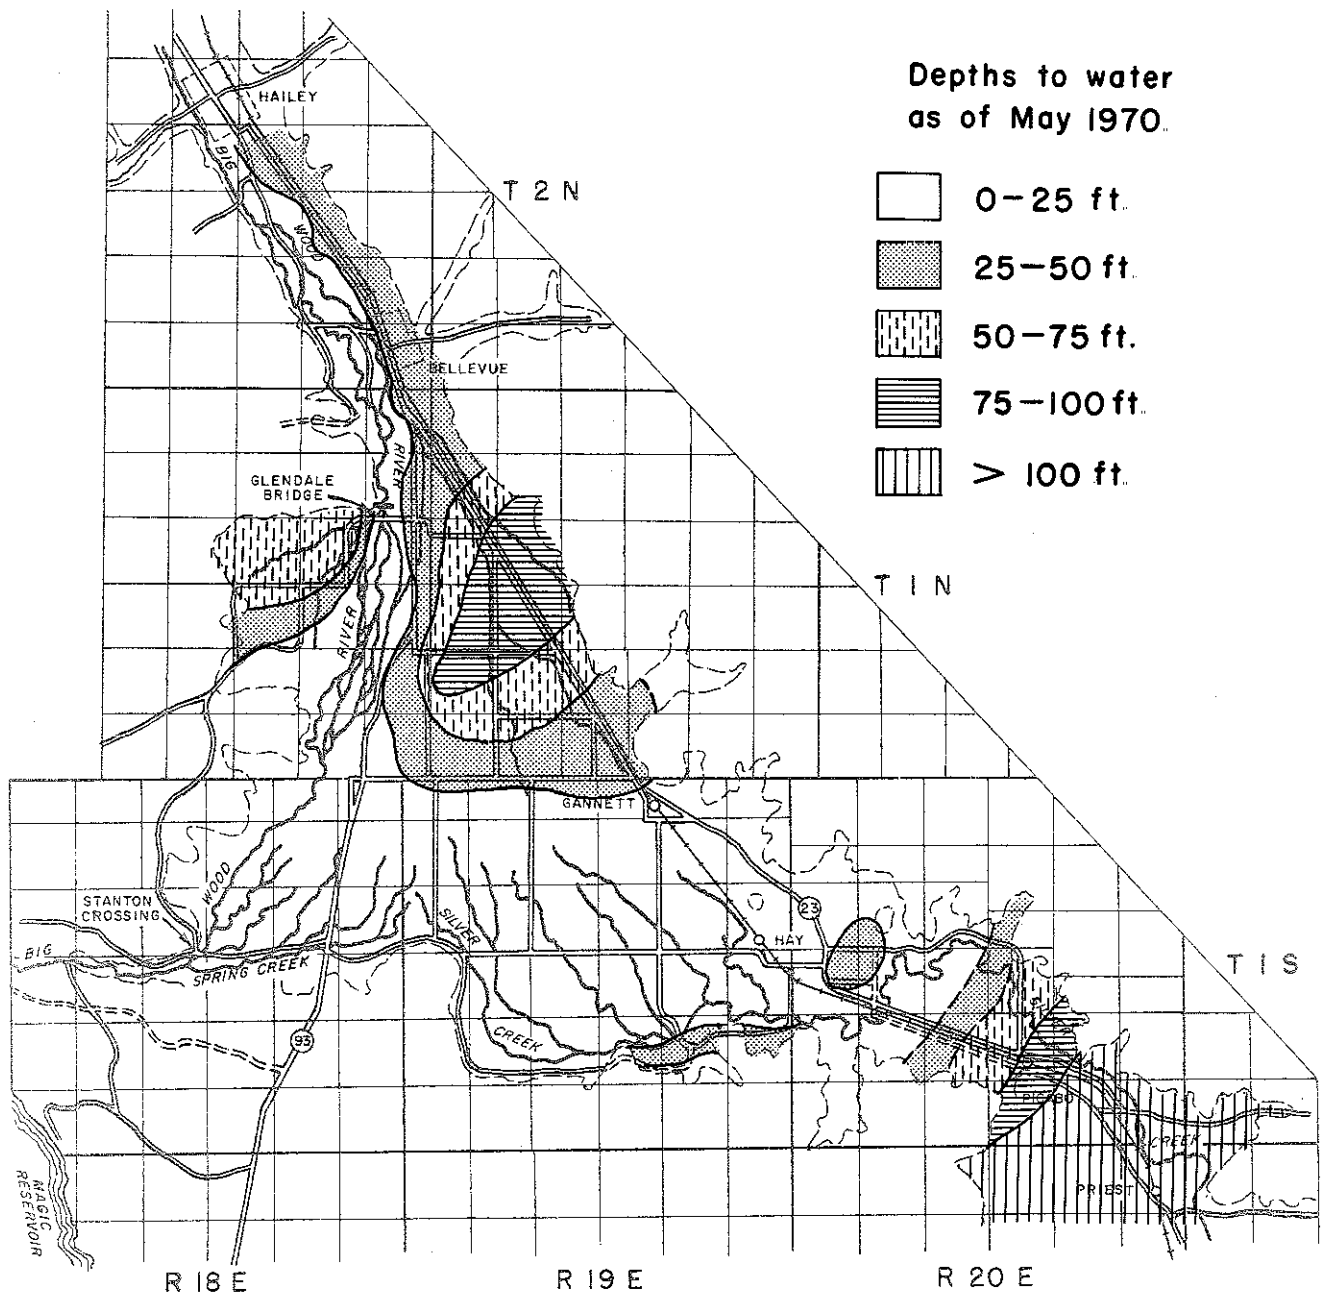 Depths to water
as of May 1970.
0-25 ft.
25-50 ft.
50-75 ft.
75-100 ft.
> 100 ft.
HAILEY
BIG
WOOD
T 2 N
BELLEVUE
RIVER
GLENDALE
BRIDGE
T I N
RIVER
GANNETT
STANTON
CROSSING
WOOD
SILVER
23
HAY
BIG
SPRING CREEK
T I S
CREEK
93
PICABO
CREEK
PRIEST
MAGIC
RESERVOIR
R 18 E
R 19 E
R 20 E